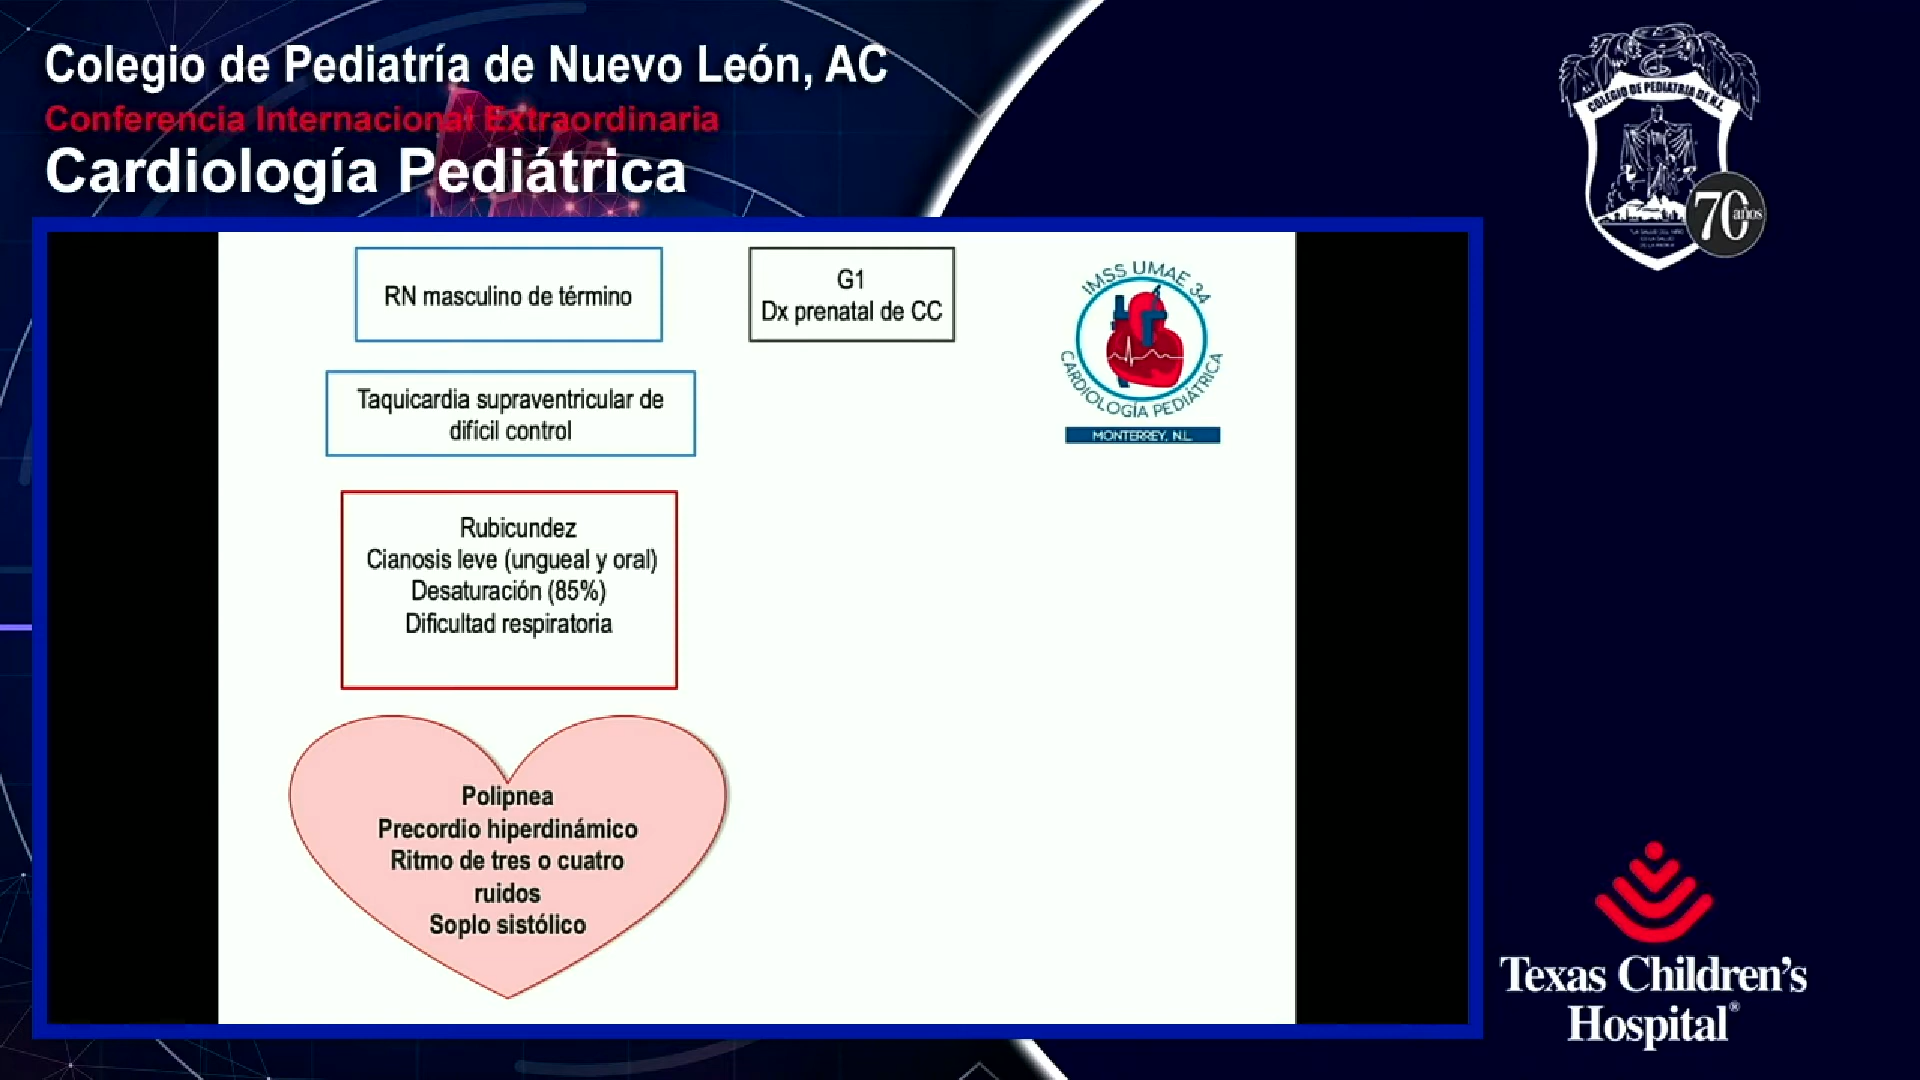 Colegio de Pediatría de Nuevo León, AC
Conferencia Internacional Extraordinaria
Cardiología Pediátrica
COLEGIO DE PEDIATRIA DE N.L.
70 años
RN masculino de término
G1
Dx prenatal de CC
IMSS UMAE 34
CARDIOLOGÍA PEDIÁTRICA
MONTERREY, N.L.
Taquicardia supraventricular de
difícil control
Rubicundez
Cianosis leve (ungueal y oral)
Desaturación (85%)
Dificultad respiratoria
Polipnea
Precordio hiperdinámico
Ritmo de tres o cuatro
ruidos
Soplo sistólico
Texas Children's
Hospital®